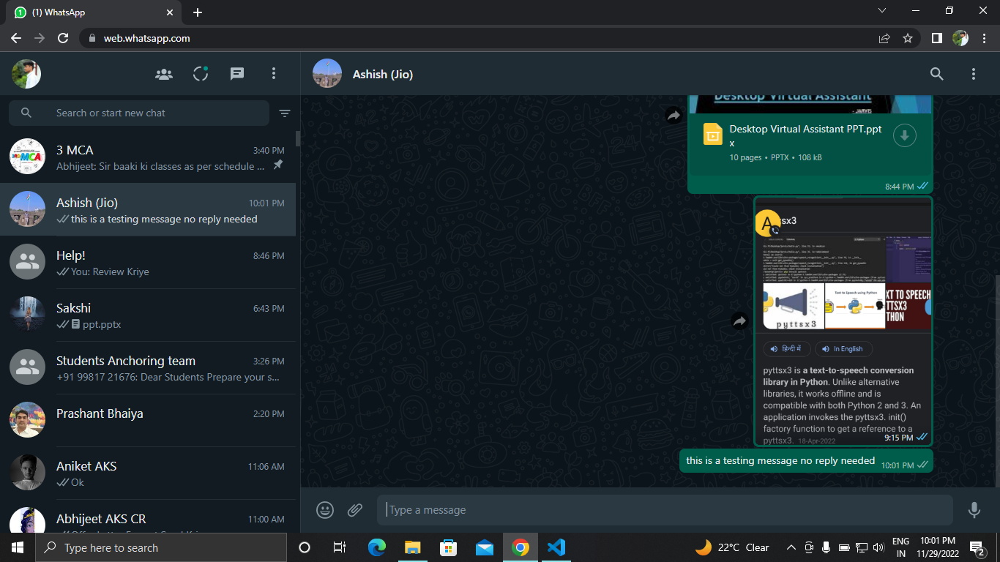 (1) WhatsApp
web.whatsapp.com
Search or start new chat
3 MCA
3:40 PM
Abhijeet: Sir baaki ki classes as per schedule ...
Ashish (Jio)
10:01 PM
this is a testing message no reply needed
Help!
8:46 PM
You: Review Kriye
Sakshi
6:43 PM
ppt.pptx
Students Anchoring team
3:26 PM
+91 99817 21676: Dear Students Prepare your s...
Prashant Bhaiya
2:20 PM
Aniket AKS
11:06 AM
Ok
Abhijeet AKS CR
11:00 AM
Ashish (Jio)
Desktop Virtual Assistant
Desktop Virtual Assistant PPT.ppt
x
10 pages • PPTX • 108 kB
8:44 PM
A
tsx3
pyttsx3
Text to Speech using Python
XT TO SPEECH
TTSX3
THON
हिन्दी में
In English
pyttsx3 is a text-to-speech conversion
library in Python. Unlike alternative
libraries, it works offline and is
compatible with both Python 2 and 3. An
application invokes the pyttsx3. init()
factory function to get a reference to a
pyttsx3. 18-Apr-2022
9:15 PM
this is a testing message no reply needed
10:01 PM
Type a message
Type here to search
22°C Clear
ENG
IN
10:01 PM
11/29/2022
2